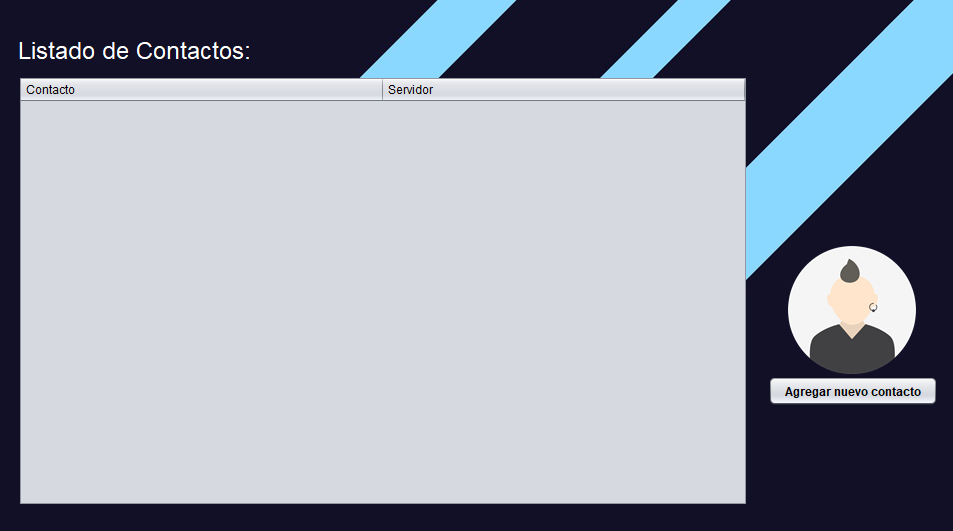 Listado de Contactos:
Contacto Servidor
Agregar nuevo contacto